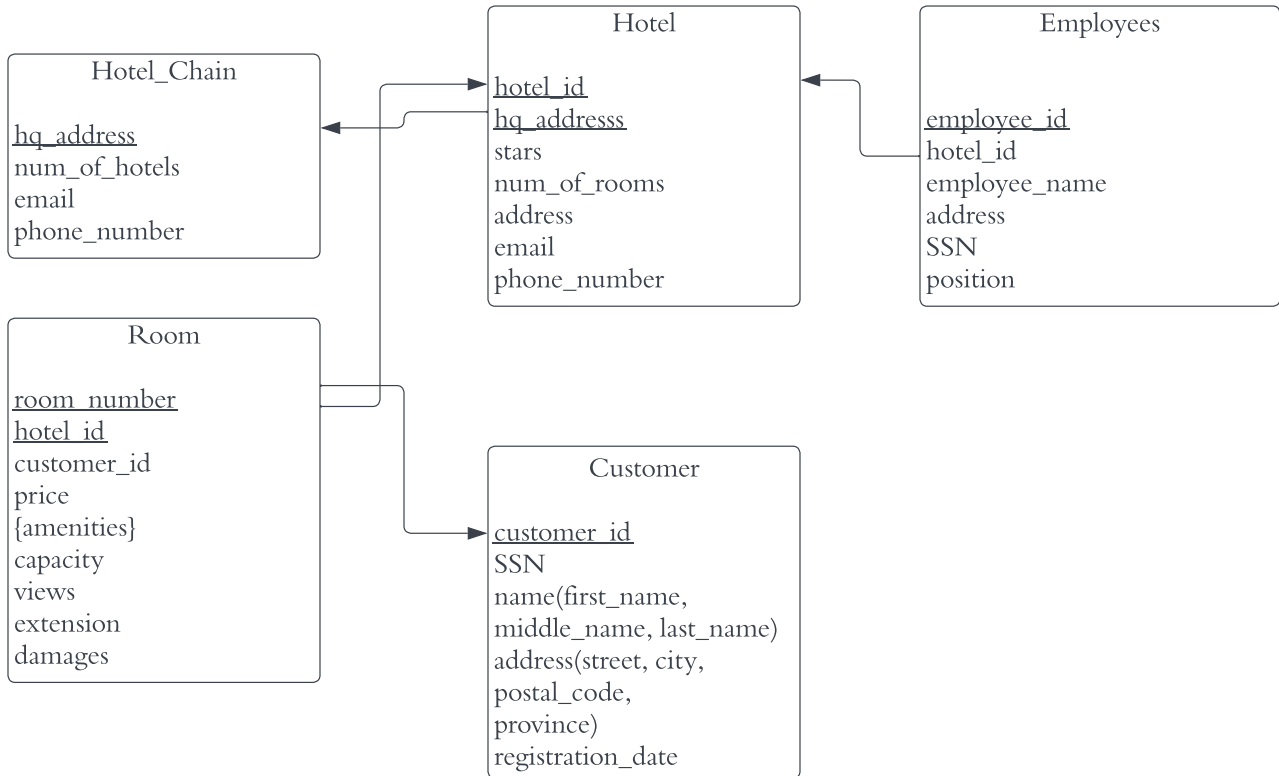 Hotel_Chain
hq_address
num_of_hotels
email
phone_number
Hotel
hotel_id
hq_addresss
stars
num_of_rooms
address
email
phone_number
Employees
employee_id
hotel_id
employee_name
address
SSN
position
Room
room_number
hotel_id
customer_id
price
{amenities}
capacity
views
extension
damages
Customer
customer_id
SSN
name(first_name,
middle_name, last_name)
address(street, city,
postal_code,
province)
registration_date